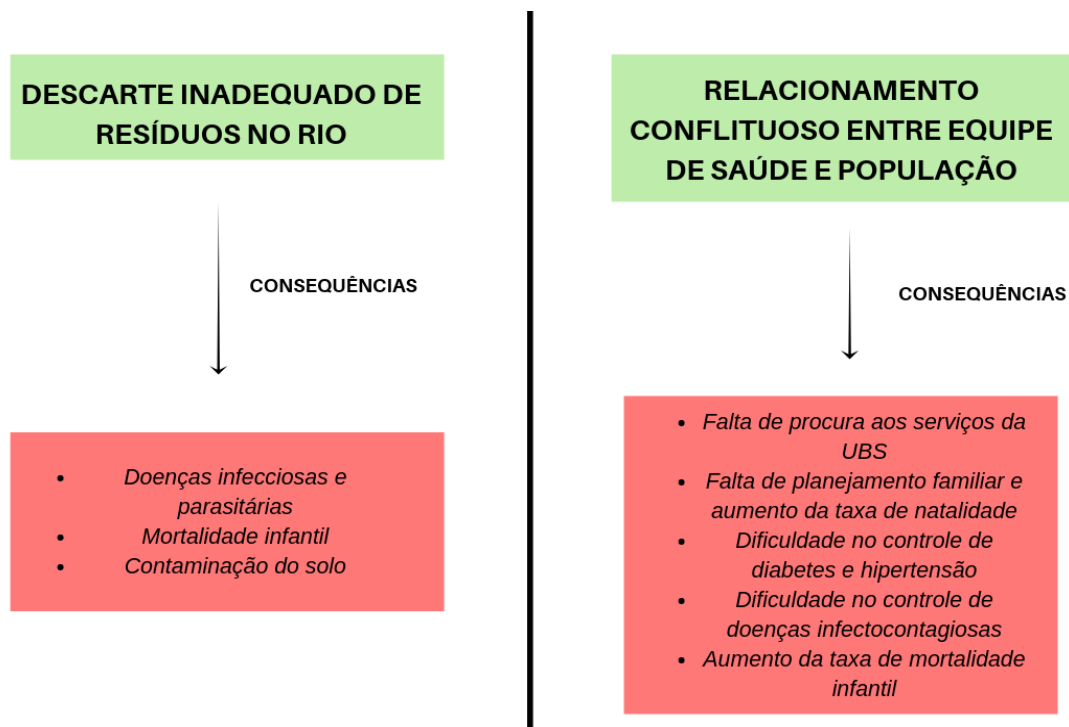 DESCARTE INADEQUADO DE
RESÍDUOS NO RIO
CONSEQUÊNCIAS
• Doenças infecciosas e
parasitárias
• Mortalidade infantil
• Contaminação do solo
RELACIONAMENTO
CONFLITUOSO ENTRE EQUIPE
DE SAÚDE E POPULAÇÃO
CONSEQUÊNCIAS
• Falta de procura aos serviços da
UBS
• Falta de planejamento familiar e
aumento da taxa de natalidade
• Dificuldade no controle de
diabetes e hipertensão
• Dificuldade no controle de
doenças infectocontagiosas
• Aumento da taxa de mortalidade
infantil